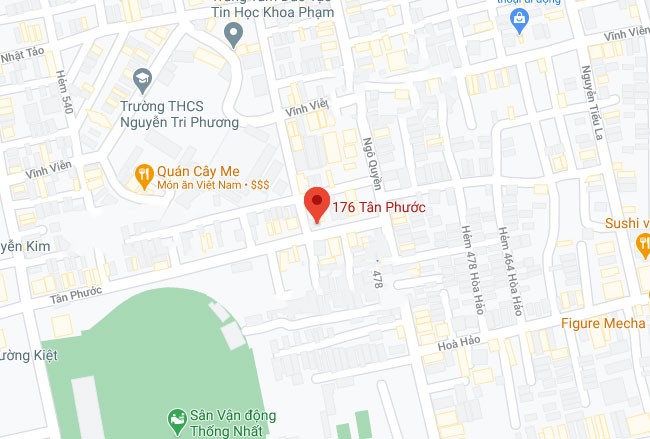 Tin Học Khoa Phạm
thoại di động
Nhật Tảo
Hẻm 540
Vĩnh Viễn
Trường THCS
Nguyễn Tri Phương
Vĩnh Viet
Nguyễn Tiểu La
Ngô Quyền
Vĩnh Viễn
Quán Cây Me
Món ăn Việt Nam • $$$
176 Tân Phước
Hẻm 478 Hòa Hảo
Hẻm 464 Hòa Hảo
Sushi v
yễn Kim
478
Tân Phước
Figure Mecha
Hoà Hảo
ường Kiệt
Sân Vận động
Thống Nhất